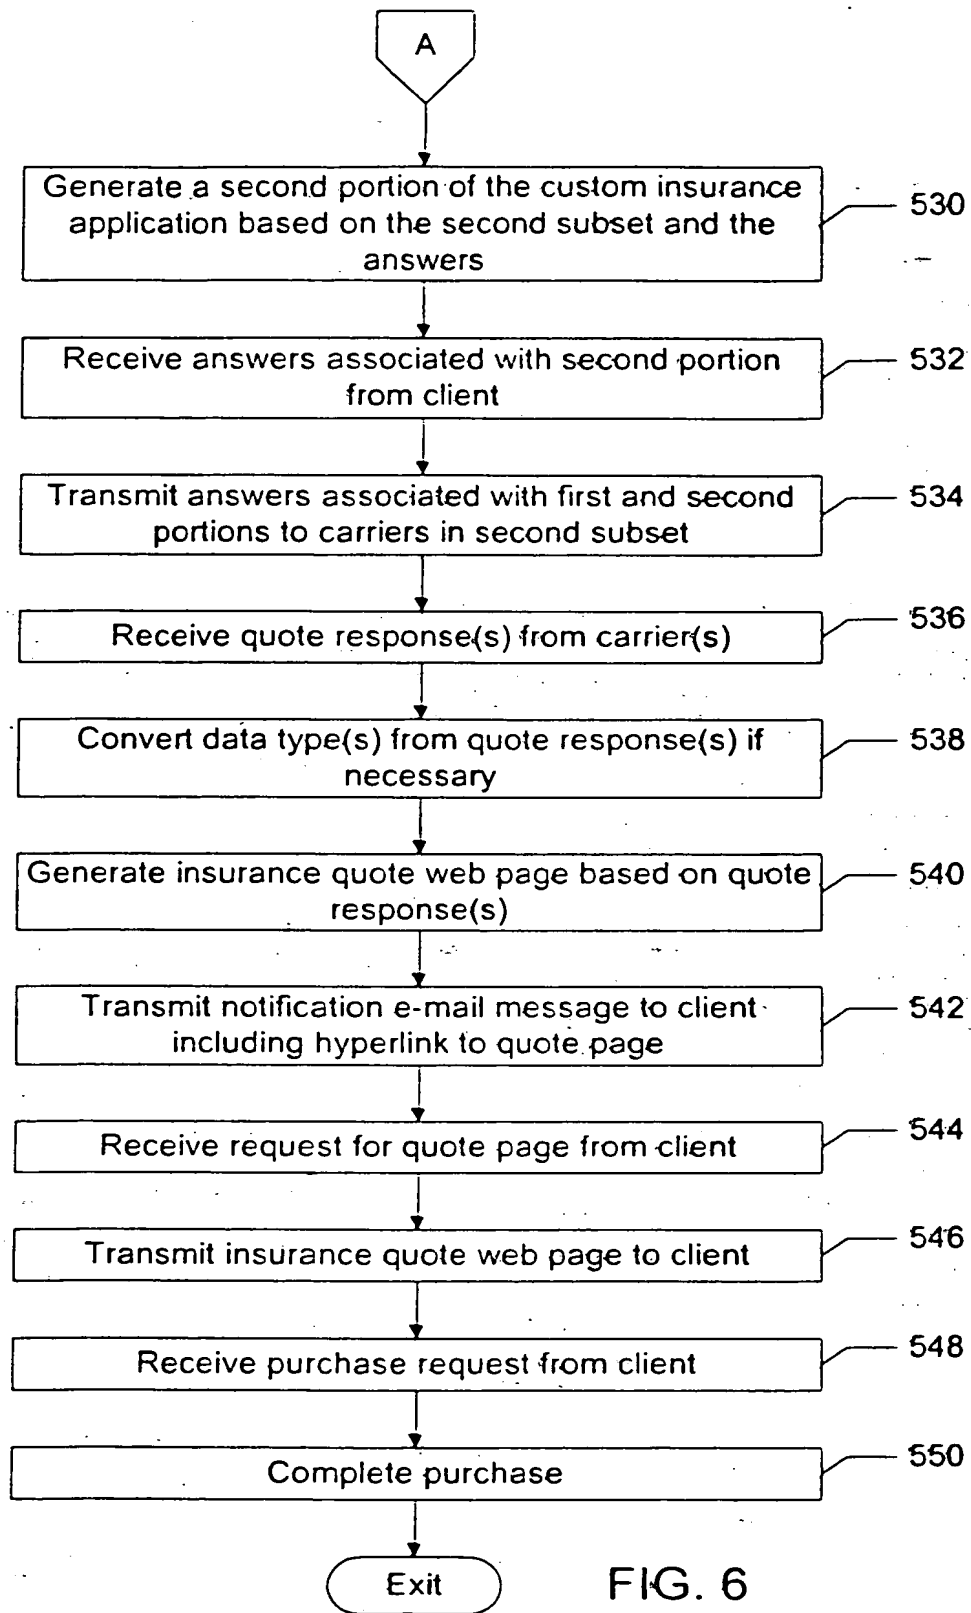 A
Generate a second portion of the custom insurance
application based on the second subset and the
answers
530
Receive answers associated with second portion
from client
532
Transmit answers associated with first and second
portions to carriers in second subset
534
Receive quote response(s) from carrier(s)
536
Convert data type(s) from quote response(s) if
necessary
538
Generate insurance quote web page based on quote
response(s)
540
Transmit notification e-mail message to client
including hyperlink to quote page
542
Receive request for quote page from client
544
Transmit insurance quote web page to client
546
Receive purchase request from client
548
Complete purchase
550
Exit
FIG. 6